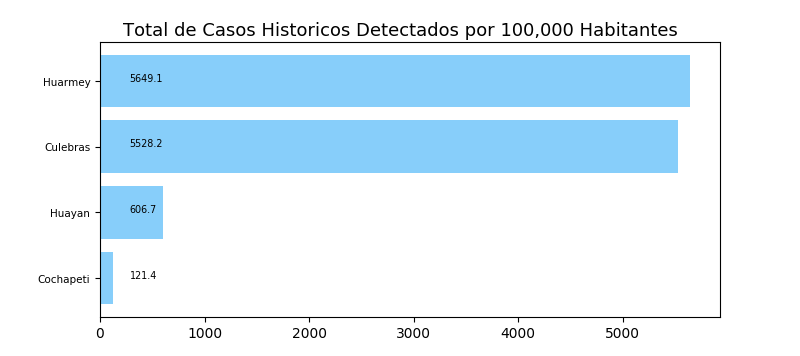 Total de Casos Historicos Detectados por 100,000 Habitantes
Huarmey 5649.1
Culebras 5528.2
Huayan 606.7
Cochapeti 121.4
0 1000 2000 3000 4000 5000